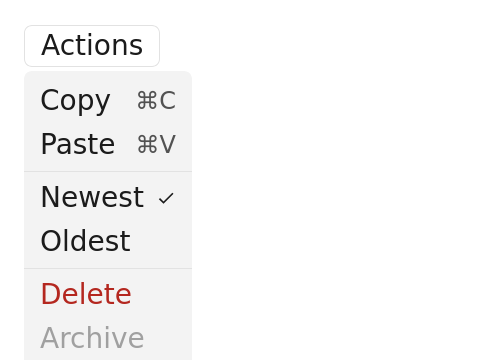 Actions
Copy ⌘C
Paste ⌘V
Newest ✓
Oldest
Delete
Archive